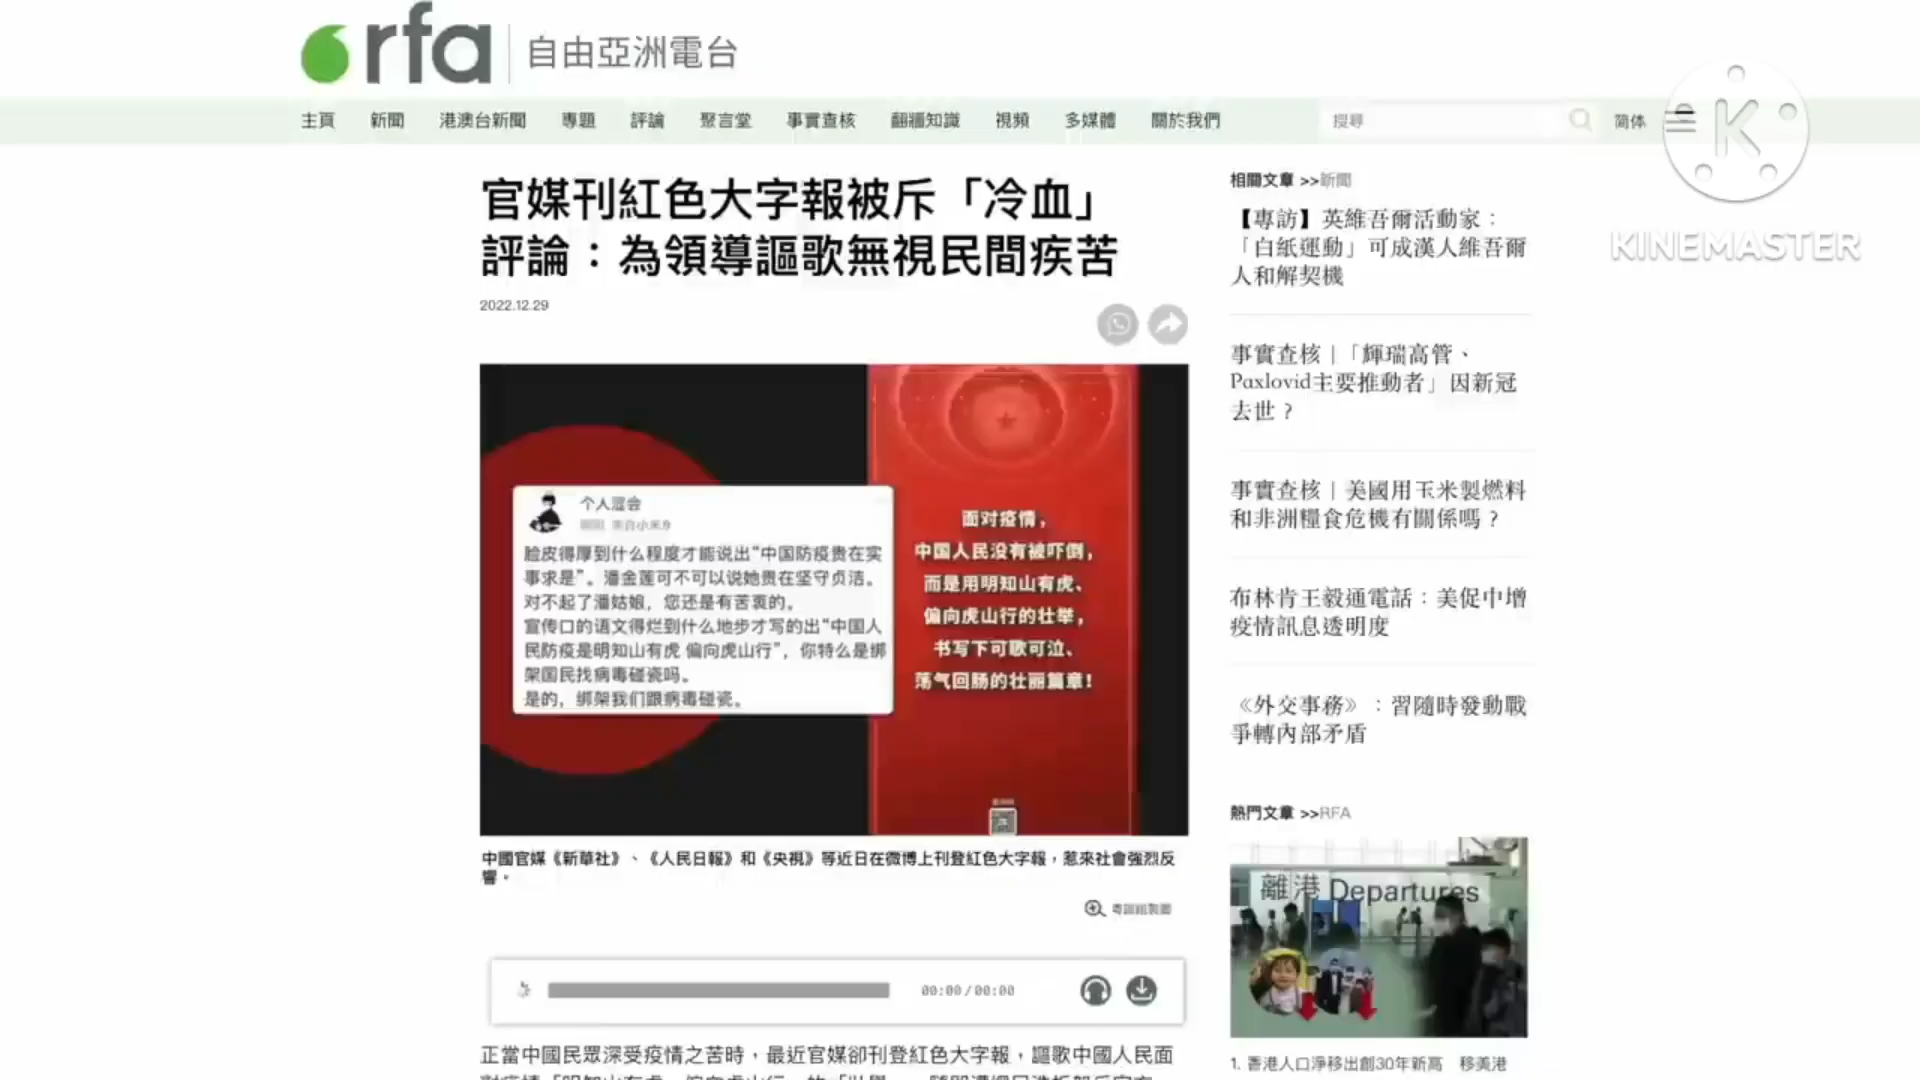 rfa 自由亞洲電台
主頁 新聞 港澳台新聞 專題 評論 聚言堂 事實查核 翻牆知識 視頻 多媒體 關於我們 搜尋 简体
K
KINEMASTER
官媒刊紅色大字報被斥「冷血」
評論：為領導謳歌無視民間疾苦
2022.12.29
个人混会
来自小米9
脸皮得厚到什么程度才能说出“中国防疫贵在实
事求是”。潘金莲可不可以说她贵在坚守贞洁。
对不起了潘姑娘，您还是有苦衷的。
宣传口的语文得烂到什么地步才写的出“中国人
民防疫是明知山有虎 偏向虎山行”，你特么是绑
架国民找病毒碰瓷吗。
是的，绑架我们跟病毒碰瓷。
面对疫情，
中国人民没有被吓倒，
而是用明知山有虎、
偏向虎山行的壮举，
书写下可歌可泣、
荡气回肠的壮丽篇章！
中國官媒《新華社》、《人民日報》和《央視》等近日在微博上刊登紅色大字報，惹來社會強烈反
響。
粵語組製圖
00:00/00:00
正當中國民眾深受疫情之苦時，最近官媒卻刊登紅色大字報，謳歌中國人民面
相關文章 >>新聞
【專訪】英維吾爾活動家：
「白紙運動」可成漢人維吾爾
人和解契機
事實查核｜「輝瑞高管、
Paxlovid主要推動者」因新冠
去世？
事實查核｜美國用玉米製燃料
和非洲糧食危機有關係嗎？
布林肯王毅通電話：美促中增
疫情訊息透明度
《外交事務》：習隨時發動戰
爭轉內部矛盾
熱門文章 >>RFA
離港 Departures
1. 香港人口淨移出創30年新高 移美港